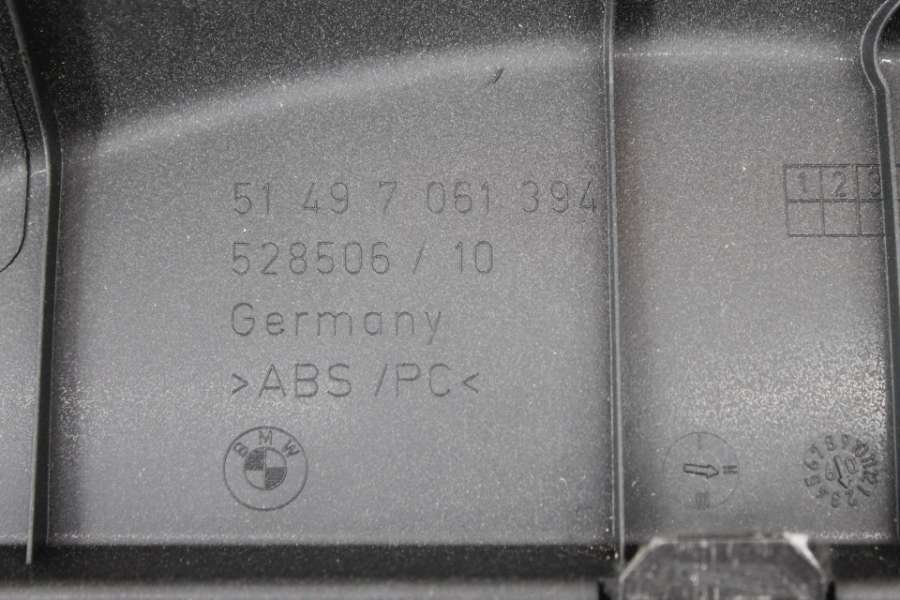 51 49 7 061 394
528506 / 10
Germany
>ABS /PC<
BMW
1 2 3